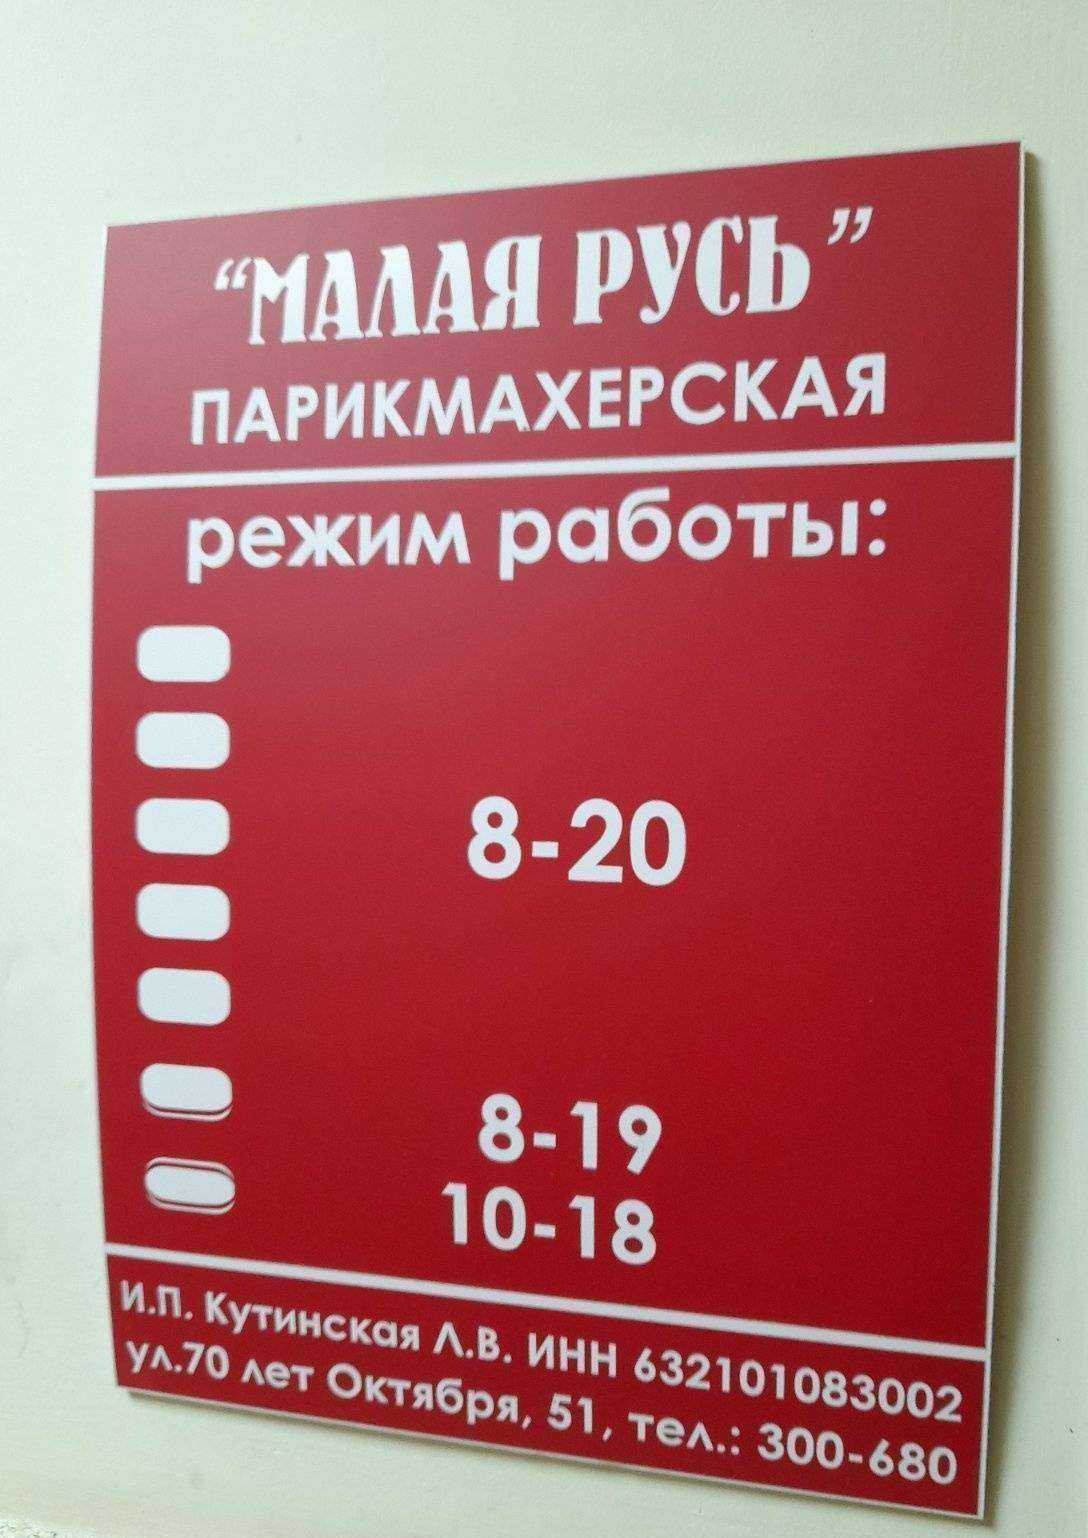 “МАЛАЯ РУСЬ”
ПАРИКМАХЕРСКАЯ
режим работы:
8-20
8-19
10-18
И.П. Кутинская Л.В. ИНН 632101083002
ул.70 лет Октября, 51, тел.: 300-680